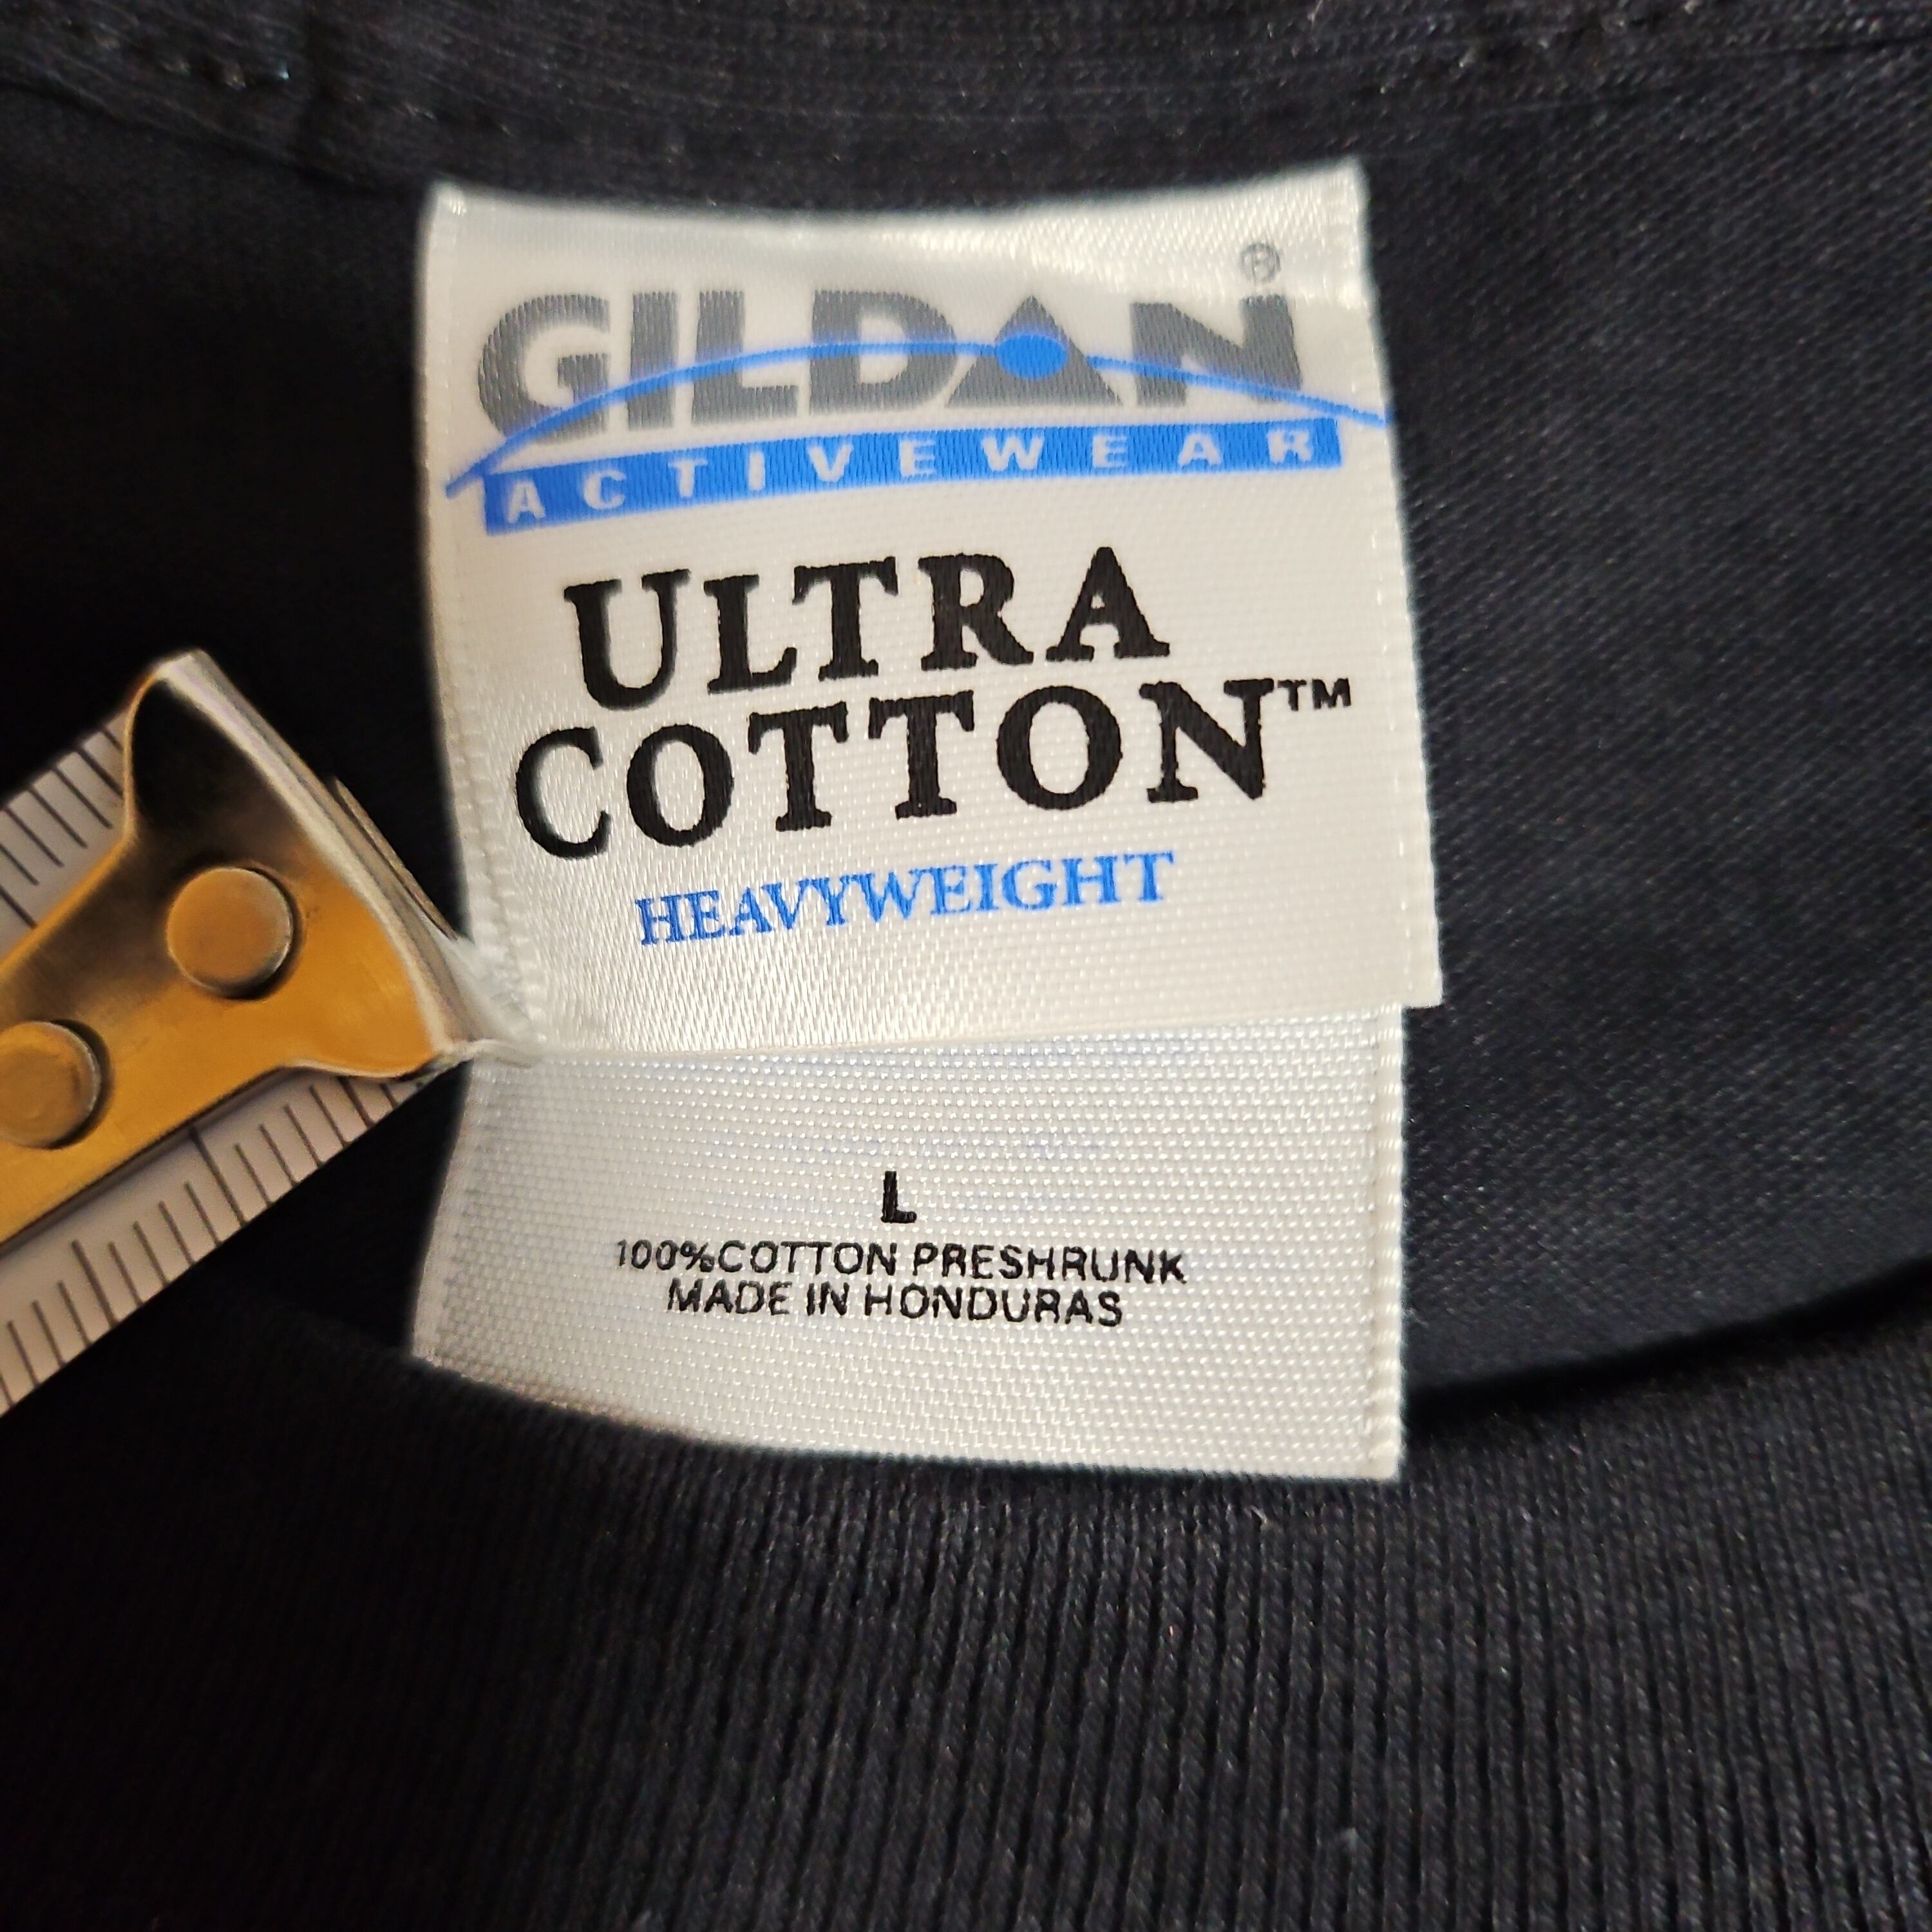 GILDAN®
ACTIVEWEAR
ULTRA
COTTON™
HEAVYWEIGHT
L
100%COTTON PRESHRUNK
MADE IN HONDURAS